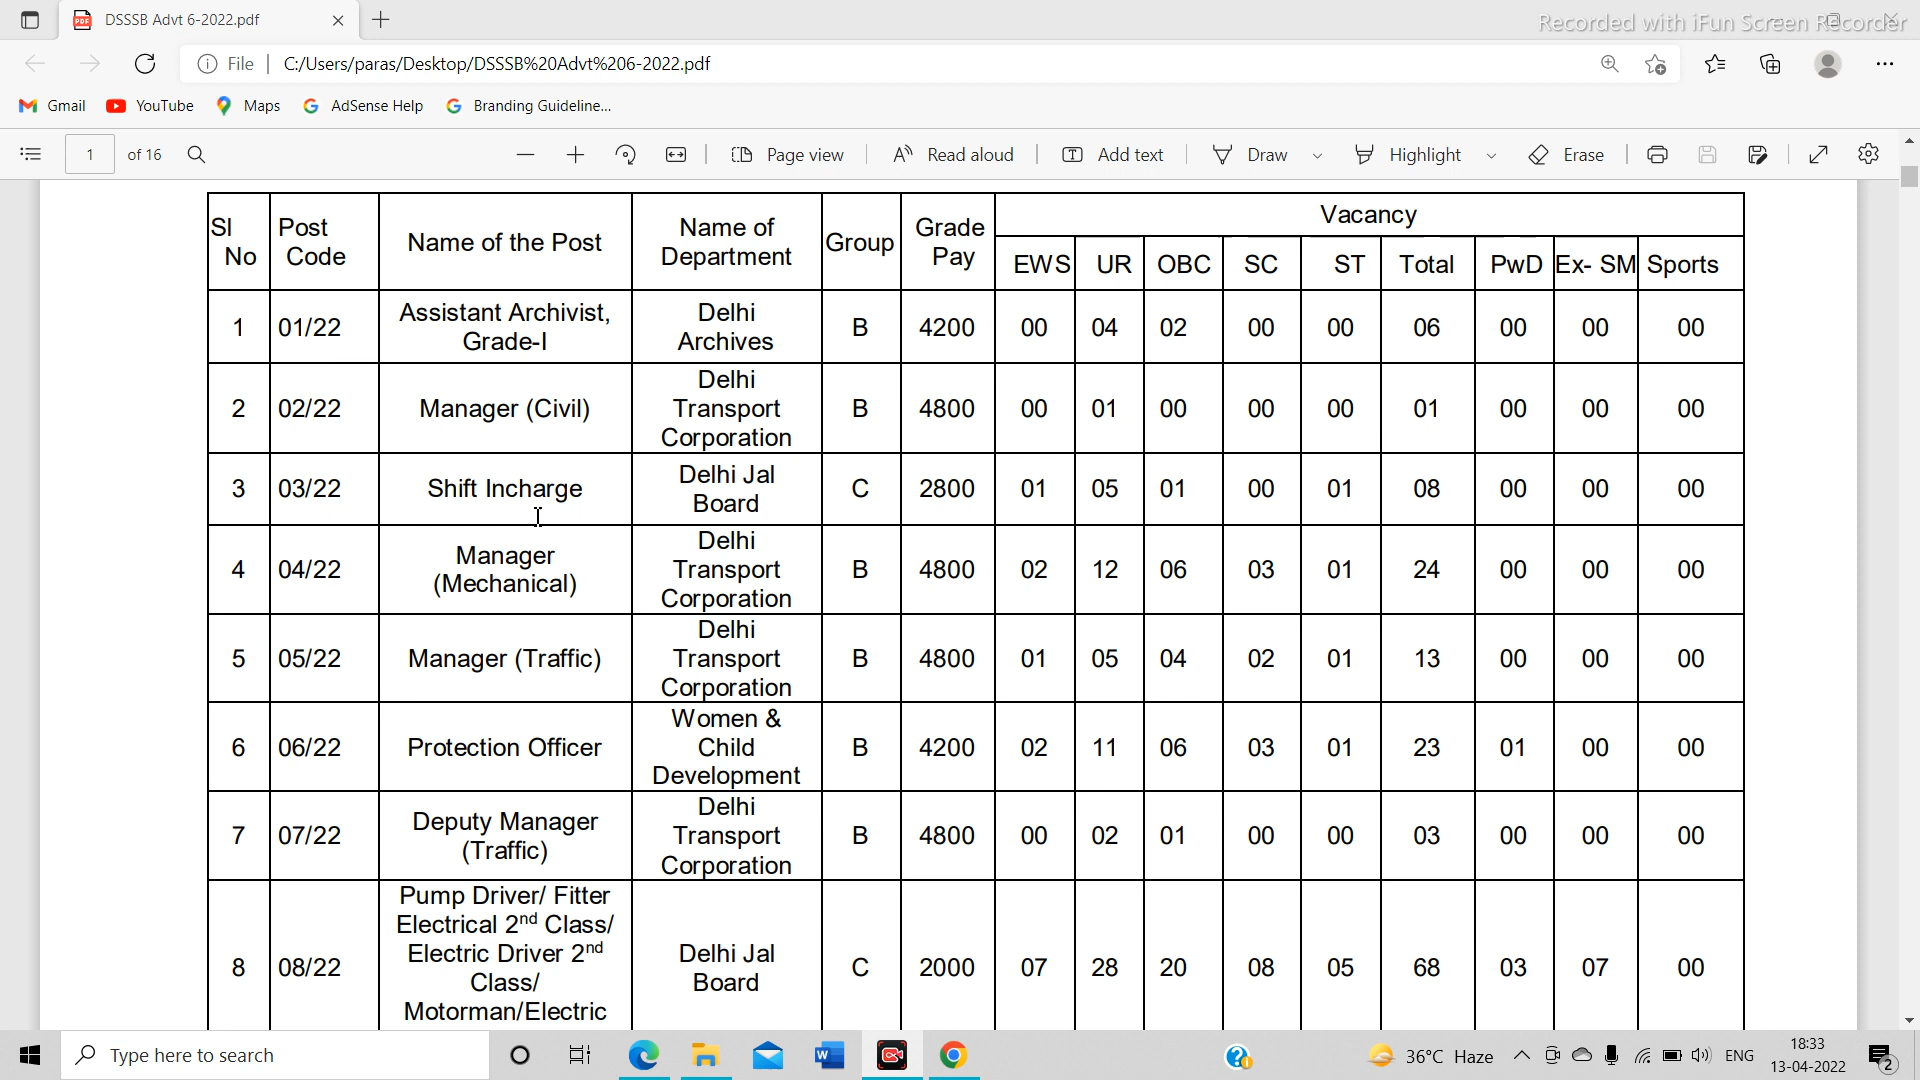 DSSSB Advt 6-2022.pdf
Recorded with iFun Screen Recorder
File
C:/Users/paras/Desktop/DSSSB%20Advt%206-2022.pdf
Gmail YouTube Maps AdSense Help Branding Guideline...
1 of 16 Page view Read aloud Add text Draw Highlight Erase
Vacancy
Sl No Post Code Name of the Post Name of Department Group Grade Pay EWS UR OBC SC ST Total PwD Ex- SM Sports
1 01/22 Assistant Archivist, Grade-I Delhi Archives B 4200 00 04 02 00 00 06 00 00 00
2 02/22 Manager (Civil) Delhi Transport Corporation B 4800 00 01 00 00 00 01 00 00 00
3 03/22 Shift Incharge Delhi Jal Board C 2800 01 05 01 00 01 08 00 00 00
4 04/22 Manager (Mechanical) Delhi Transport Corporation B 4800 02 12 06 03 01 24 00 00 00
5 05/22 Manager (Traffic) Delhi Transport Corporation B 4800 01 05 04 02 01 13 00 00 00
6 06/22 Protection Officer Women & Child Development B 4200 02 11 06 03 01 23 01 00 00
7 07/22 Deputy Manager (Traffic) Delhi Transport Corporation B 4800 00 02 01 00 00 03 00 00 00
8 08/22 Pump Driver/ Fitter Electrical 2nd Class/ Electric Driver 2nd Class/ Motorman/Electric Delhi Jal Board C 2000 07 28 20 08 05 68 03 07 00
Type here to search
36°C Haze
ENG
18:33
13-04-2022
2